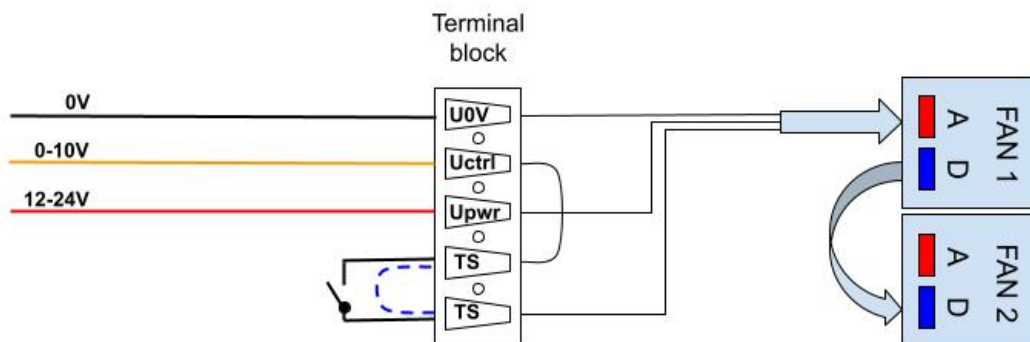 Terminal
block
0V
U0V
0-10V
Uctrl
12-24V
Upwr
TS
TS
A
D
FAN 1
A
D
FAN 2